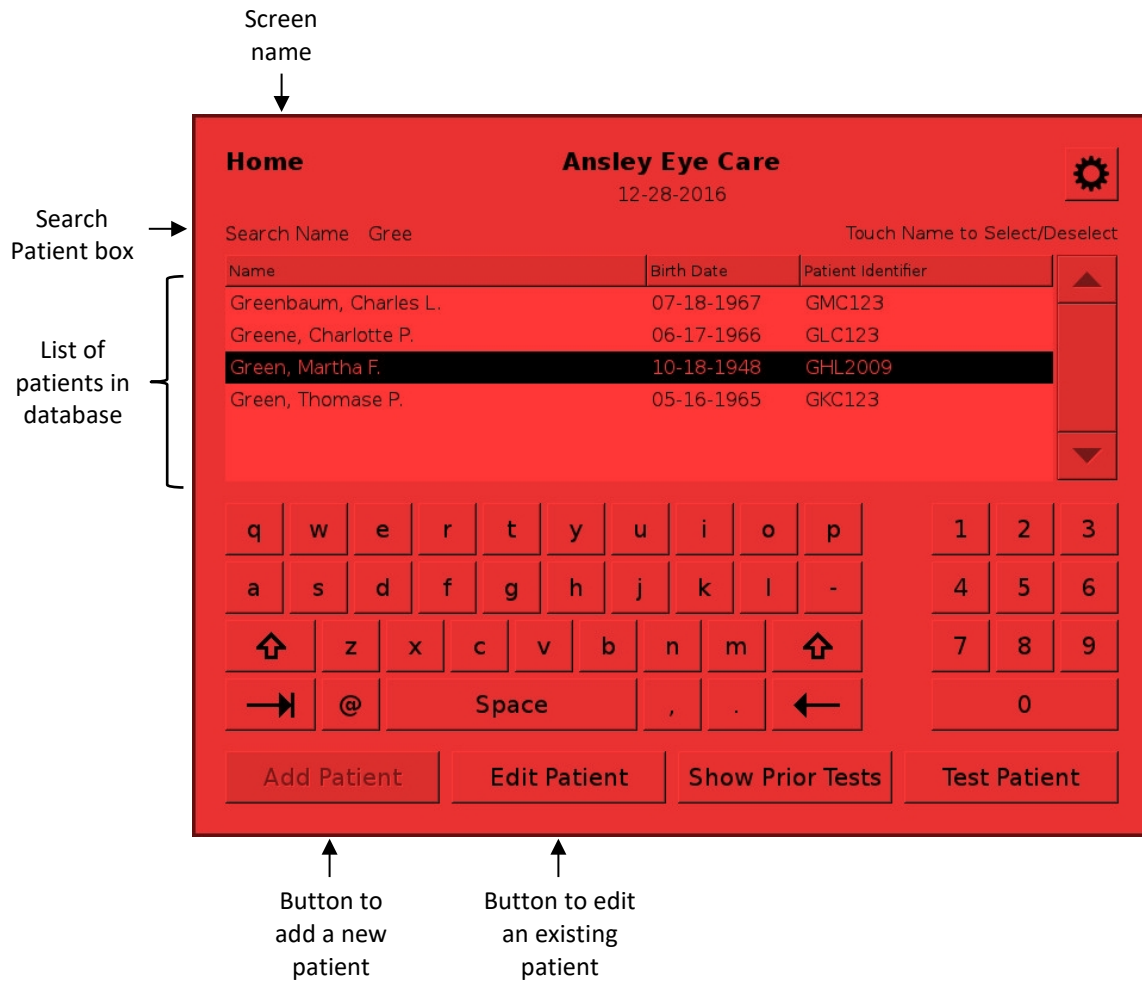 Screen
name
Home
Ansley Eye Care
12-28-2016
Search
Patient box
Search Name Gree
Touch Name to Select/Deselect
Name Birth Date Patient Identifier
Greenbaum, Charles L. 07-18-1967 GMC123
Greene, Charlotte P. 06-17-1966 GLC123
Green, Martha F. 10-18-1948 GHL2009
Green, Thomase P. 05-16-1965 GKC123
List of
patients in
database
q w e r t y u i o p 1 2 3
a s d f g h j k l - 4 5 6
z x c v b n m 7 8 9
@ Space , . 0
Add Patient Edit Patient Show Prior Tests Test Patient
Button to
add a new
patient
Button to edit
an existing
patient